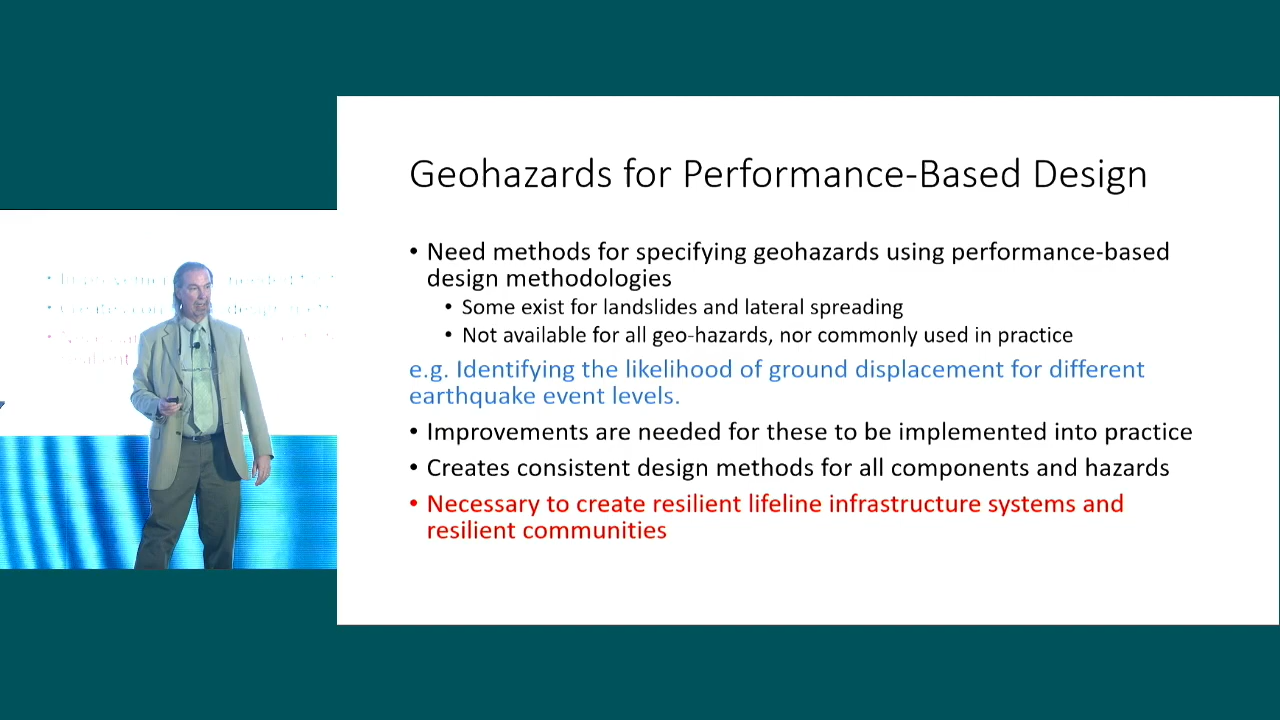 Geohazards for Performance-Based Design
• Need methods for specifying geohazards using performance-based
design methodologies
• Some exist for landslides and lateral spreading
• Not available for all geo-hazards, nor commonly used in practice
e.g. Identifying the likelihood of ground displacement for different
earthquake event levels.
• Improvements are needed for these to be implemented into practice
• Creates consistent design methods for all components and hazards
• Necessary to create resilient lifeline infrastructure systems and
resilient communities